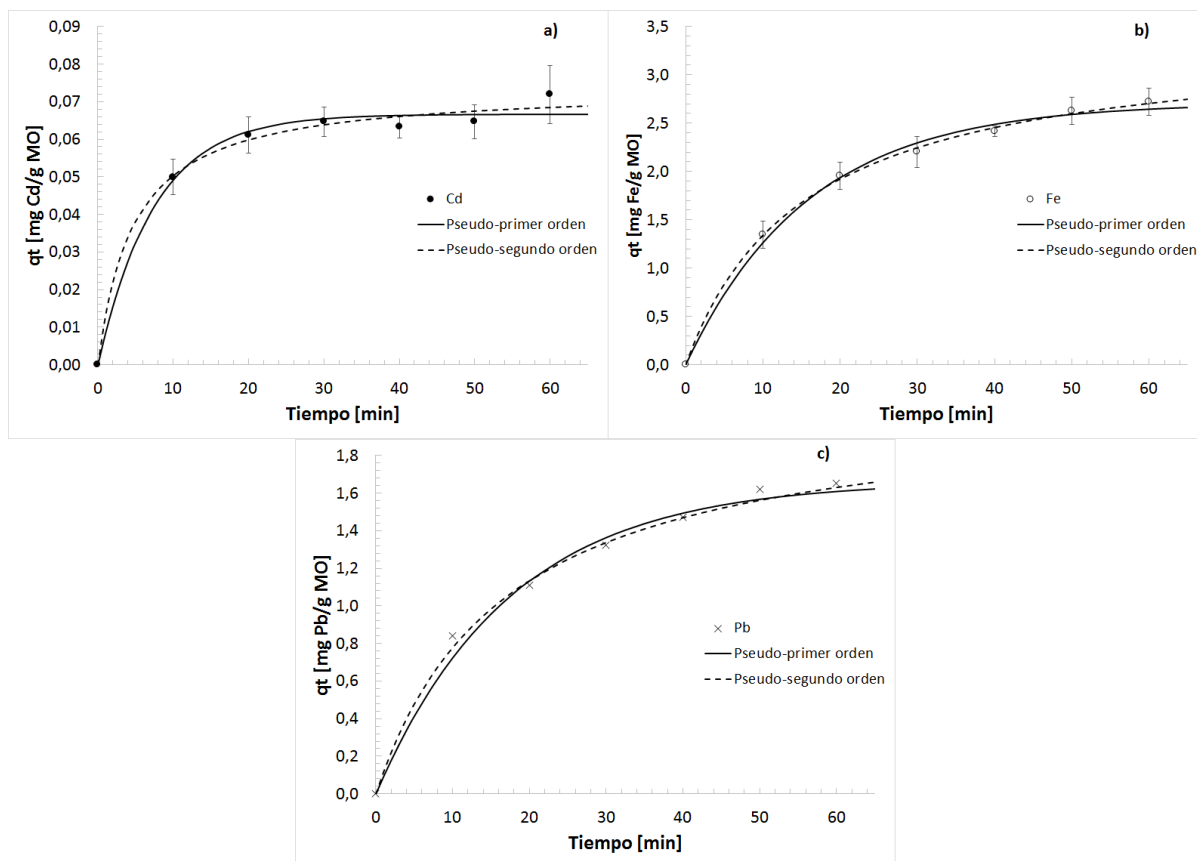 a)
qt [mg Cd/g MO]
0,09
0,08
0,07
0,06
0,05
0,04
0,03
0,02
0,01
0,00
Cd
Pseudo-primer orden
Pseudo-segundo orden
0 10 20 30 40 50 60
Tiempo [min]
b)
qt [mg Fe/g MO]
3,5
3,0
2,5
2,0
1,5
1,0
0,5
0,0
Fe
Pseudo-primer orden
Pseudo-segundo orden
0 10 20 30 40 50 60
Tiempo [min]
c)
qt [mg Pb/g MO]
1,8
1,6
1,4
1,2
1,0
0,8
0,6
0,4
0,2
0,0
Pb
Pseudo-primer orden
Pseudo-segundo orden
0 10 20 30 40 50 60
Tiempo [min]